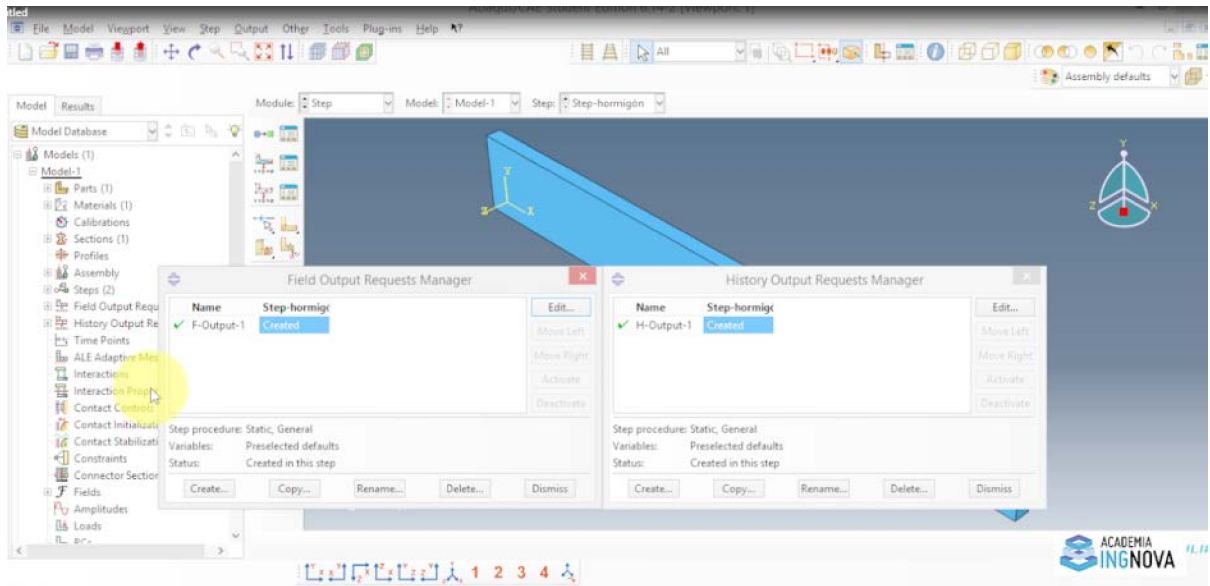 File Model Viewport View Step Output Other Tools Plug-ins Help
All
Assembly defaults
Model Results
Module: Step Model: Model-1 Step: Step-hormigón
Model Database
Models (1)
Model-1
Parts (1)
Materials (1)
Calibrations
Sections (1)
Profiles
Assembly
Steps (2)
Field Output Requ
History Output Re
Time Points
ALE Adaptive Mes
Interactions
Interaction Prop
Contact Controls
Contact Initializati
Contact Stabilizati
Constraints
Connector Section
Fields
Amplitudes
Loads
Field Output Requests Manager
Name Step-hormigó
F-Output-1 Created
Edit...
Move Left
Move Right
Activate
Deactivate
Step procedure: Static, General
Variables: Preselected defaults
Status: Created in this step
Create... Copy... Rename... Delete... Dismiss
History Output Requests Manager
Name Step-hormigó
H-Output-1 Created
Edit...
Move Left
Move Right
Activate
Deactivate
Step procedure: Static, General
Variables: Preselected defaults
Status: Created in this step
Create... Copy... Rename... Delete... Dismiss
Y
Z X
Y
Z X
1 2 3 4
ACADEMIA
INGNOVA